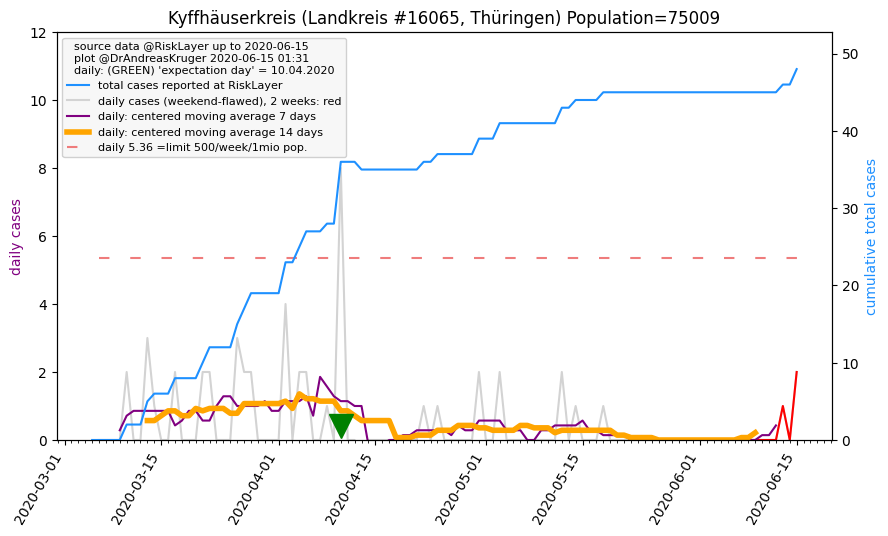 Kyffhäuserkreis (Landkreis #16065, Thüringen) Population=75009
source data @RiskLayer up to 2020-06-15
plot @DrAndreasKruger 2020-06-15 01:31
daily: (GREEN) 'expectation day' = 10.04.2020
total cases reported at RiskLayer
daily cases (weekend-flawed), 2 weeks: red
daily: centered moving average 7 days
daily: centered moving average 14 days
daily 5.36 =limit 500/week/1mio pop.
daily cases
12
10
8
6
4
2
0
cumulative total cases
50
40
30
20
10
0
2020-03-01
2020-03-15
2020-04-01
2020-04-15
2020-05-01
2020-05-15
2020-06-01
2020-06-15